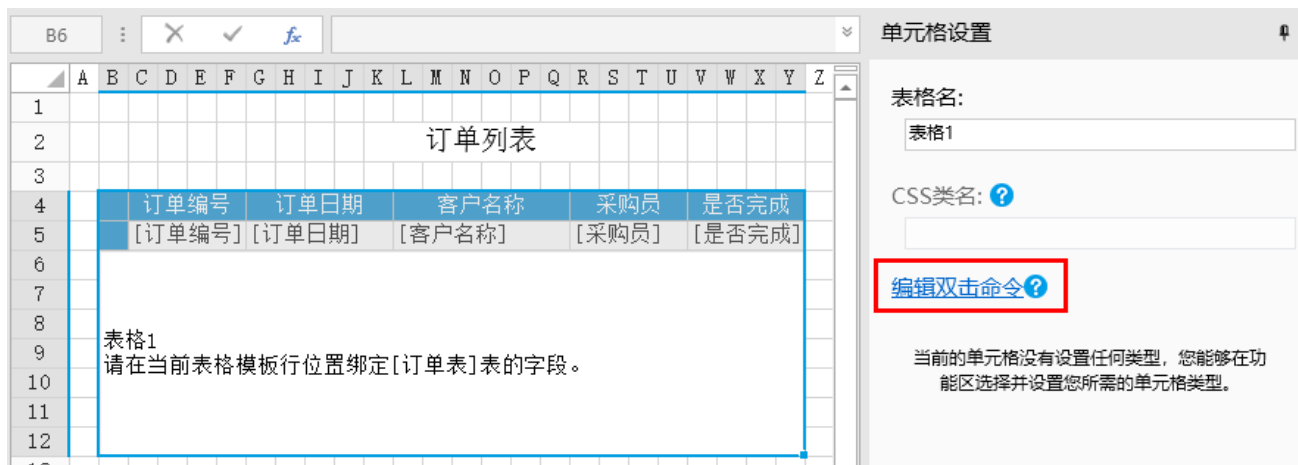 B6
fx
单元格设置
A B C D E F G H I J K L M N O P Q R S T U V W X Y Z
表格名:
表格1
1
2 订单列表
3
CSS类名: ?
4 订单编号 订单日期 客户名称 采购员 是否完成
5 [订单编号] [订单日期] [客户名称] [采购员] [是否完成]
6
编辑双击命令?
7
8
表格1
9
请在当前表格模板行位置绑定[订单表]表的字段。
10
11
12
当前的单元格没有设置任何类型，您能够在功
能区选择并设置您所需的单元格类型。